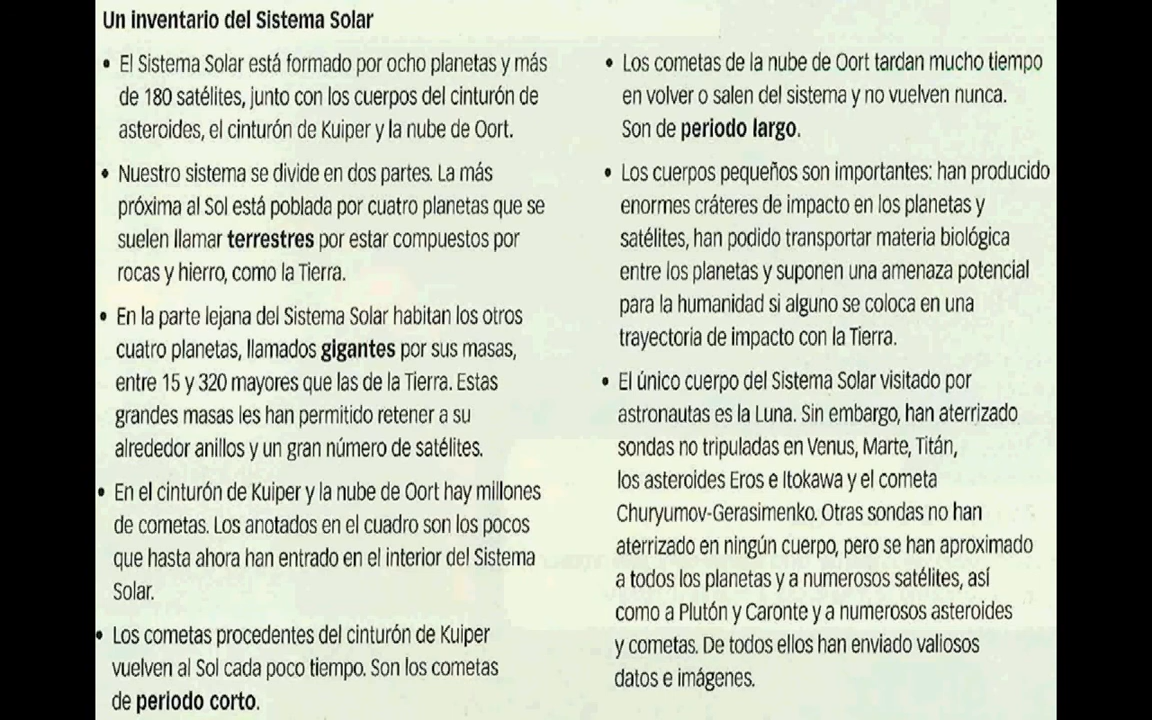 Un inventario del Sistema Solar
• El Sistema Solar está formado por ocho planetas y más
de 180 satélites, junto con los cuerpos del cinturón de
asteroides, el cinturón de Kuiper y la nube de Oort.
• Nuestro sistema se divide en dos partes. La más
próxima al Sol está poblada por cuatro planetas que se
suelen llamar terrestres por estar compuestos por
rocas y hierro, como la Tierra.
• En la parte lejana del Sistema Solar habitan los otros
cuatro planetas, llamados gigantes por sus masas,
entre 15 y 320 mayores que las de la Tierra. Estas
grandes masas les han permitido retener a su
alrededor anillos y un gran número de satélites.
• En el cinturón de Kuiper y la nube de Oort hay millones
de cometas. Los anotados en el cuadro son los pocos
que hasta ahora han entrado en el interior del Sistema
Solar.
• Los cometas procedentes del cinturón de Kuiper
vuelven al Sol cada poco tiempo. Son los cometas
de periodo corto.
• Los cometas de la nube de Oort tardan mucho tiempo
en volver o salen del sistema y no vuelven nunca.
Son de periodo largo.
• Los cuerpos pequeños son importantes: han producido
enormes cráteres de impacto en los planetas y
satélites, han podido transportar materia biológica
entre los planetas y suponen una amenaza potencial
para la humanidad si alguno se coloca en una
trayectoria de impacto con la Tierra.
• El único cuerpo del Sistema Solar visitado por
astronautas es la Luna. Sin embargo, han aterrizado
sondas no tripuladas en Venus, Marte, Titán,
los asteroides Eros e Itokawa y el cometa
Churyumov-Gerasimenko. Otras sondas no han
aterrizado en ningún cuerpo, pero se han aproximado
a todos los planetas y a numerosos satélites, así
como a Plutón y Caronte y a numerosos asteroides
y cometas. De todos ellos han enviado valiosos
datos e imágenes.